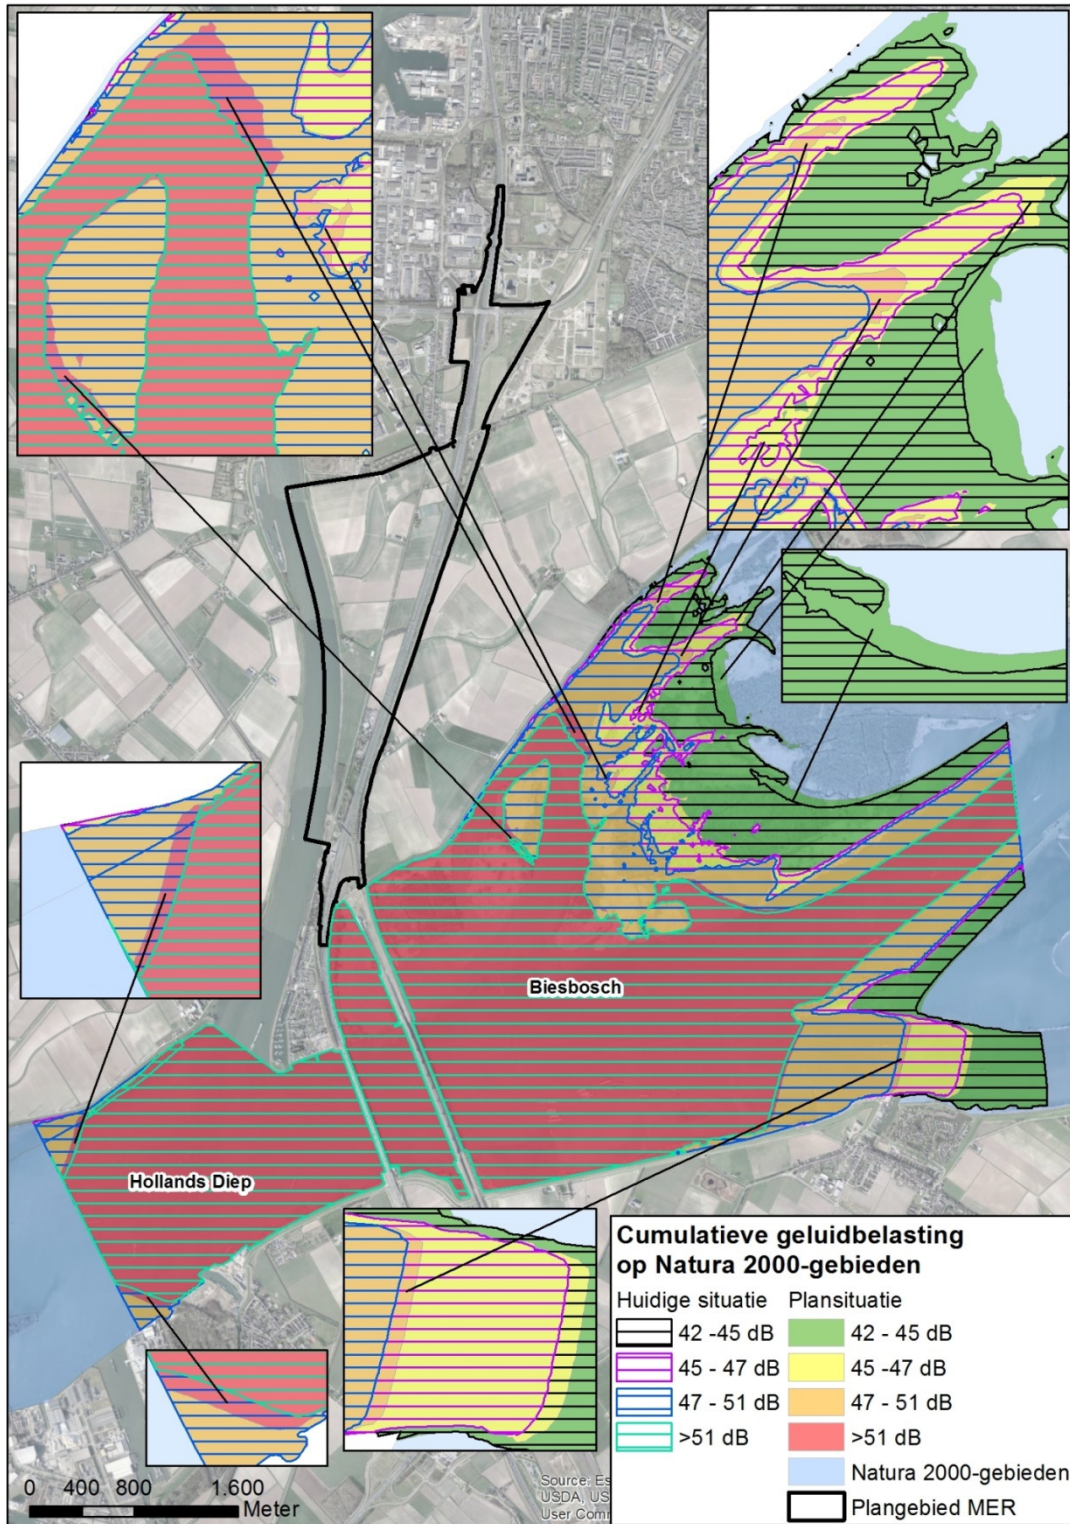 Biesbosch
Hollands Diep
Cumulatieve geluidbelasting
op Natura 2000-gebieden
Huidige situatie Plansituatie
42 -45 dB 42 - 45 dB
45 - 47 dB 45 -47 dB
47 - 51 dB 47 - 51 dB
>51 dB >51 dB
Natura 2000-gebieden
Plangebied MER
0 400 800 1.600
Meter
Source: Es
USDA, US
User Com